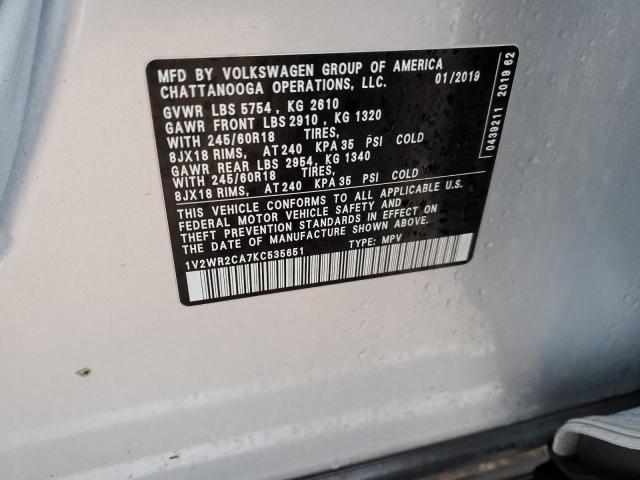 MFD BY VOLKSWAGEN GROUP OF AMERICA
CHATTANOOGA OPERATIONS, LLC. 01/2019
GVWR LBS 5754 , KG 2610
GAWR FRONT LBS 2910 , KG 1320
WITH 245/60R18 TIRES,
8JX18 RIMS, AT 240 KPA 35 PSI COLD
GAWR REAR LBS 2954, KG 1340
WITH 245/60R18 TIRES,
8JX18 RIMS, AT 240 KPA 35 PSI COLD
THIS VEHICLE CONFORMS TO ALL APPLICABLE U.S.
FEDERAL MOTOR VEHICLE SAFETY AND
THEFT PREVENTION STANDARDS IN EFFECT ON
THE DATE OF MANUFACTURE SHOWN ABOVE.
1V2WR2CA7KC535651 TYPE: MPV
0439211 2019 62